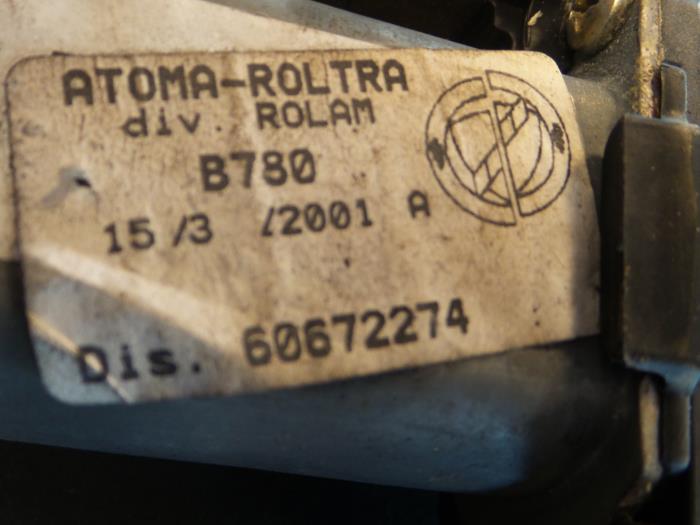 ATOMA-ROLTRA
div. ROLAM
B780
15/3 /2001 A
Dis. 60672274